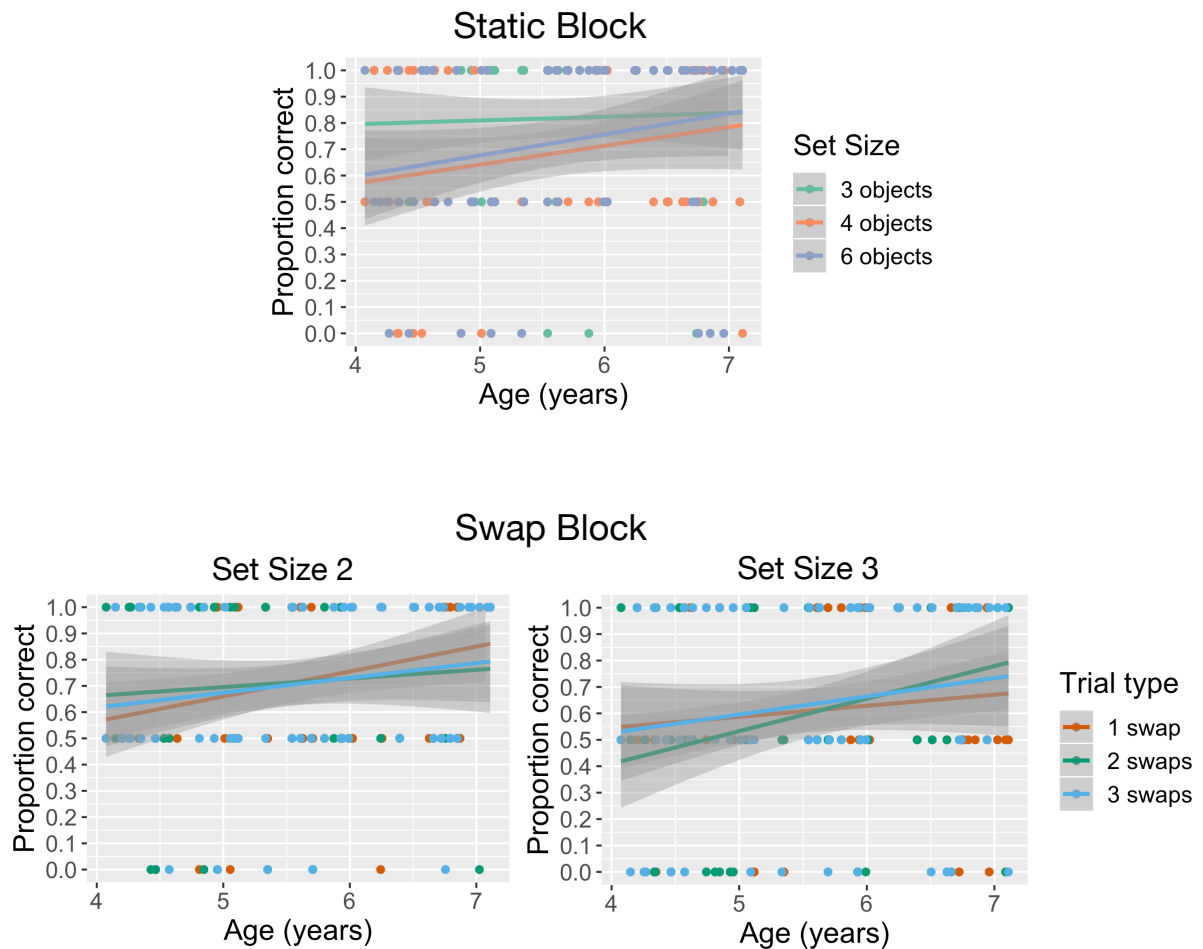 Static Block
Proportion correct
1.0
0.9
0.8
0.7
0.6
0.5
0.4
0.3
0.2
0.1
0.0
4 5 6 7
Age (years)
Set Size
3 objects
4 objects
6 objects
Swap Block
Set Size 2
Proportion correct
1.0
0.9
0.8
0.7
0.6
0.5
0.4
0.3
0.2
0.1
0.0
4 5 6 7
Age (years)
Set Size 3
Proportion correct
1.0
0.9
0.8
0.7
0.6
0.5
0.4
0.3
0.2
0.1
0.0
4 5 6 7
Age (years)
Trial type
1 swap
2 swaps
3 swaps